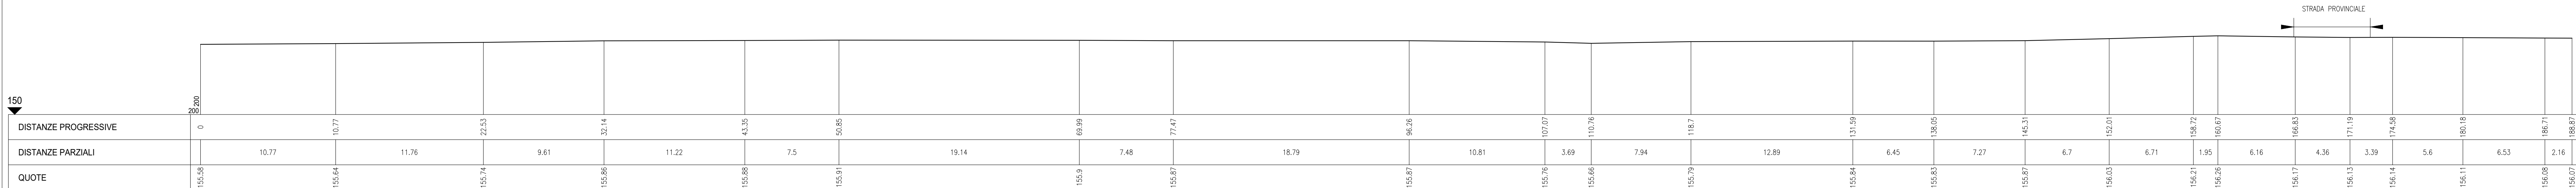 STRADA PROVINCIALE
150
200
200
DISTANZE PROGRESSIVE 0 10.77 22.53 32.14 43.35 50.85 69.99 77.47 96.26 107.07 110.76 118.7 131.59 138.05 145.31 152.01 158.72 160.67 166.83 171.19 174.58 180.18 186.71 188.87
DISTANZE PARZIALI 10.77 11.76 9.61 11.22 7.5 19.14 7.48 18.79 10.81 3.69 7.94 12.89 6.45 7.27 6.7 6.71 1.95 6.16 4.36 3.39 5.6 6.53 2.16
QUOTE 155.58 155.64 155.74 155.86 155.88 155.91 155.9 155.87 155.87 155.76 155.66 155.79 155.84 155.83 155.87 156.03 156.21 156.26 156.17 156.13 156.14 156.11 156.08 156.07